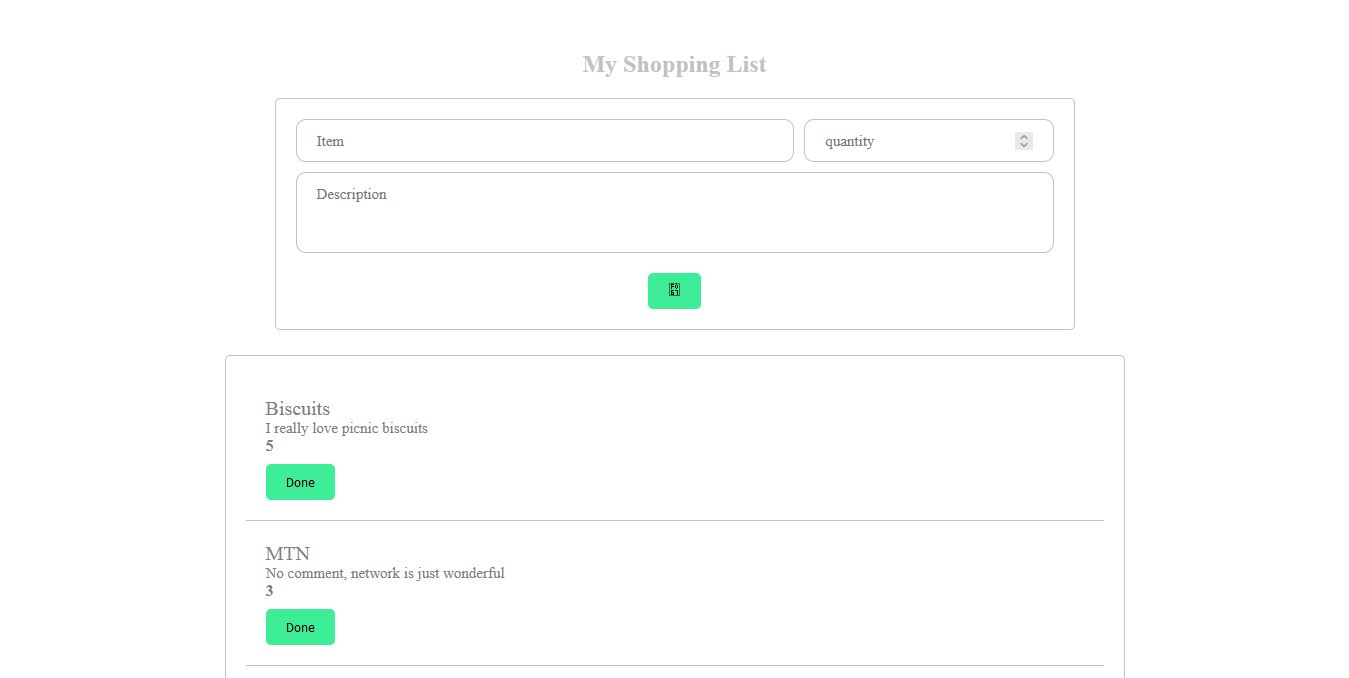 My Shopping List
Item
quantity
Description
Biscuits
I really love picnic biscuits
5
Done
MTN
No comment, network is just wonderful
3
Done